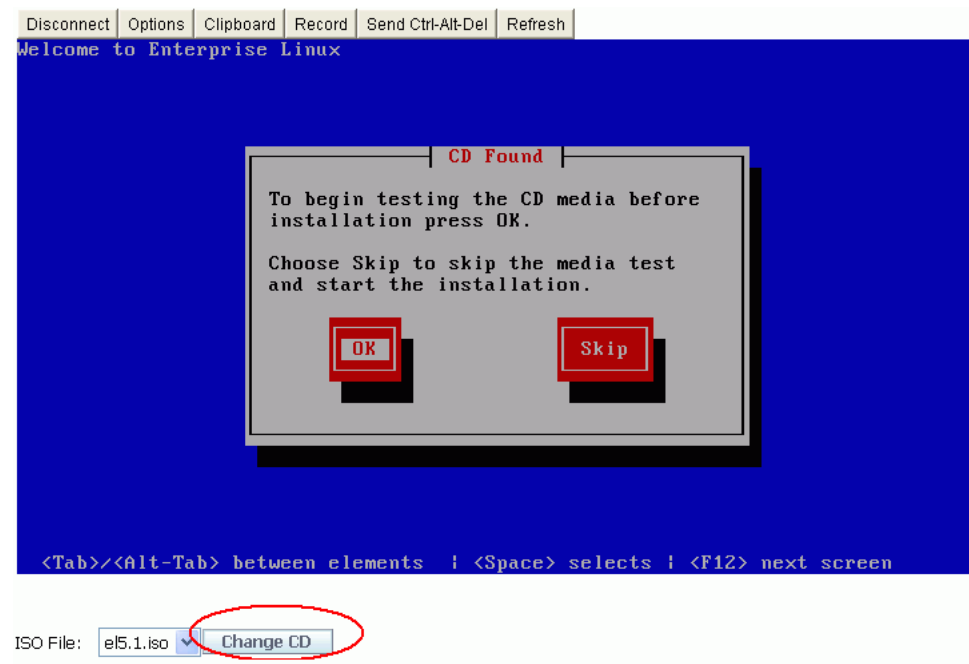 Disconnect Options Clipboard Record Send Ctrl-Alt-Del Refresh
Welcome to Enterprise Linux
CD Found
To begin testing the CD media before
installation press OK.
Choose Skip to skip the media test
and start the installation.
OK Skip
<Tab>/<Alt-Tab> between elements | <Space> selects | <F12> next screen
ISO File: el5.1.iso Change CD